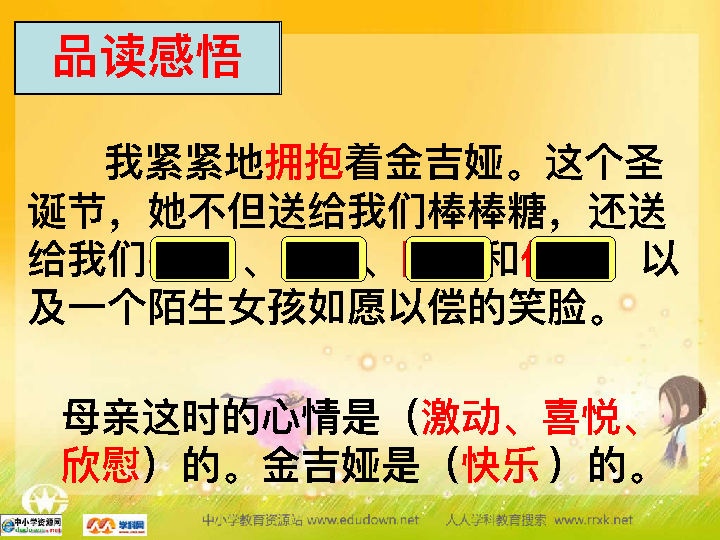 品读感悟
我紧紧地拥抱着金吉娅。这个圣
诞节，她不但送给我们棒棒糖，还送
给我们、、和 以
及一个陌生女孩如愿以偿的笑脸。
母亲这时的心情是（激动、喜悦、
欣慰）的。金吉娅是（快乐）的。
中小学教育资源站 www.edudown.net 人人学科教育搜索 www.rrxk.net
中小学资源网 学科网